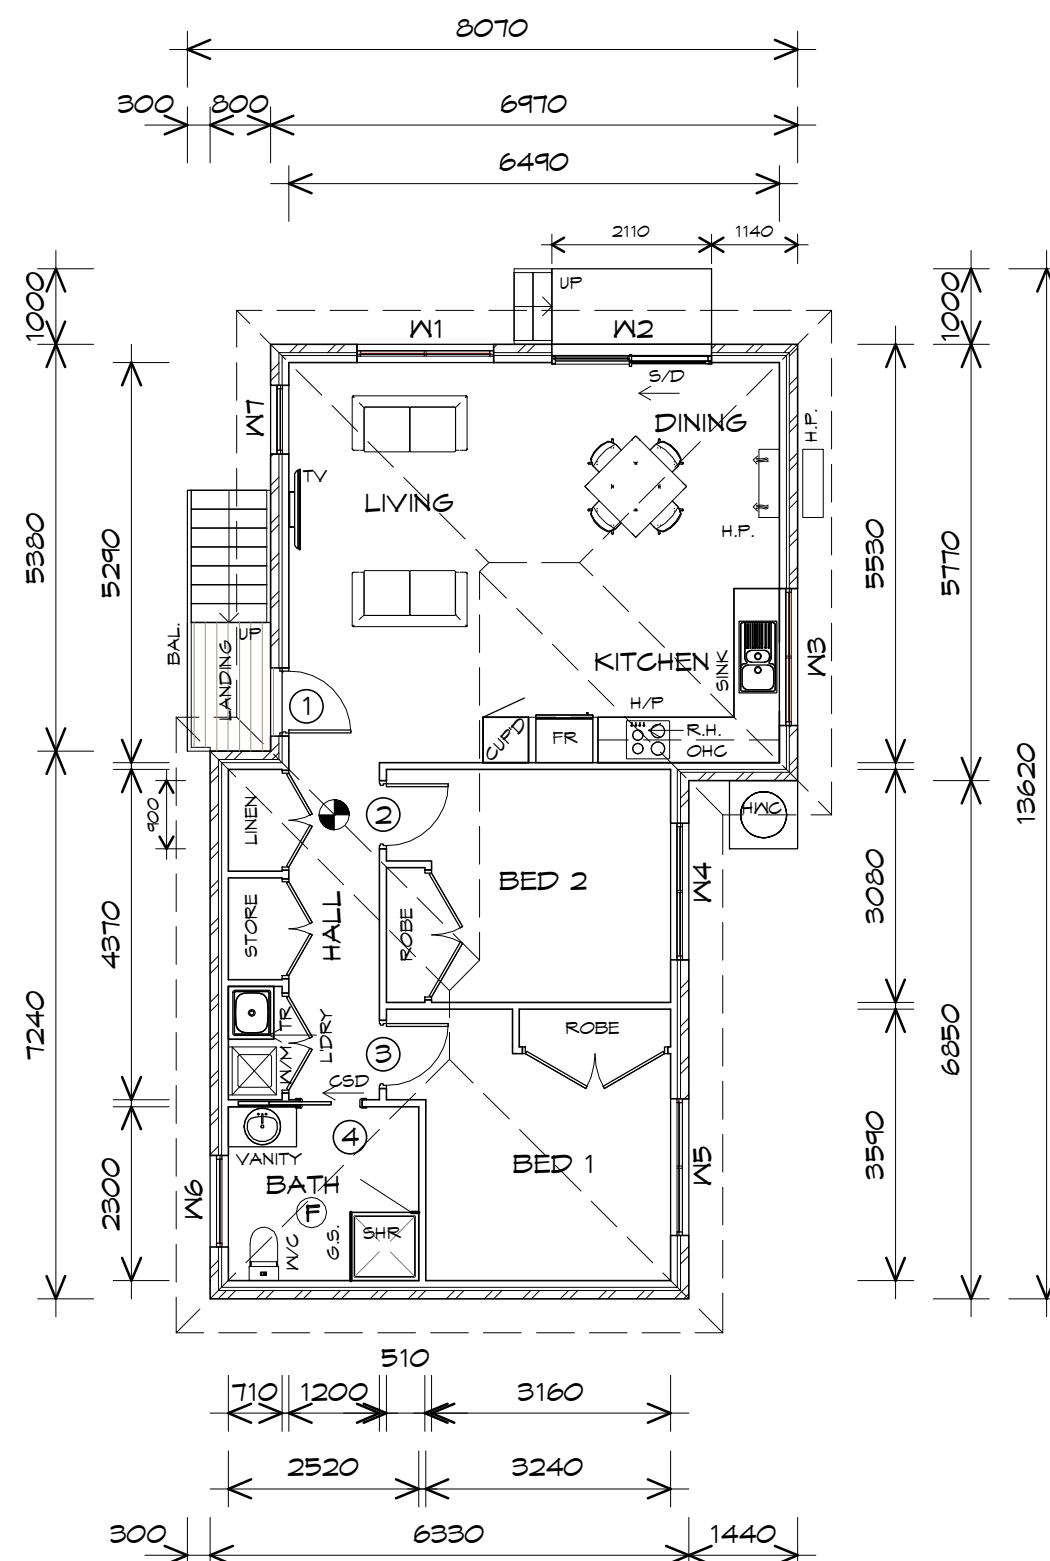 8070
300 800 6970
6490
2110 1140
UP
1000
1000
W1 W2
S/D
W7
DINING
H.P.
TV
LIVING
H.P.
5380
5290
5530
5770
BAL.
UP
LANDING
KITCHEN
SINK
W3
H/P
1
CUP'D
FR
R.H.
OHC
13620
LINEN
900
2
HWC
BED 2
W4
3080
STORE
HALL
ROBE
4370
7240
TR
L'DRY
W/M
3
ROBE
6850
CSD
4
VANITY
BED 1
W5
3590
BATH
W6
F
2300
W/C
G.S.
SHR
510
710 1200 3160
2520 3240
300 6330 1440